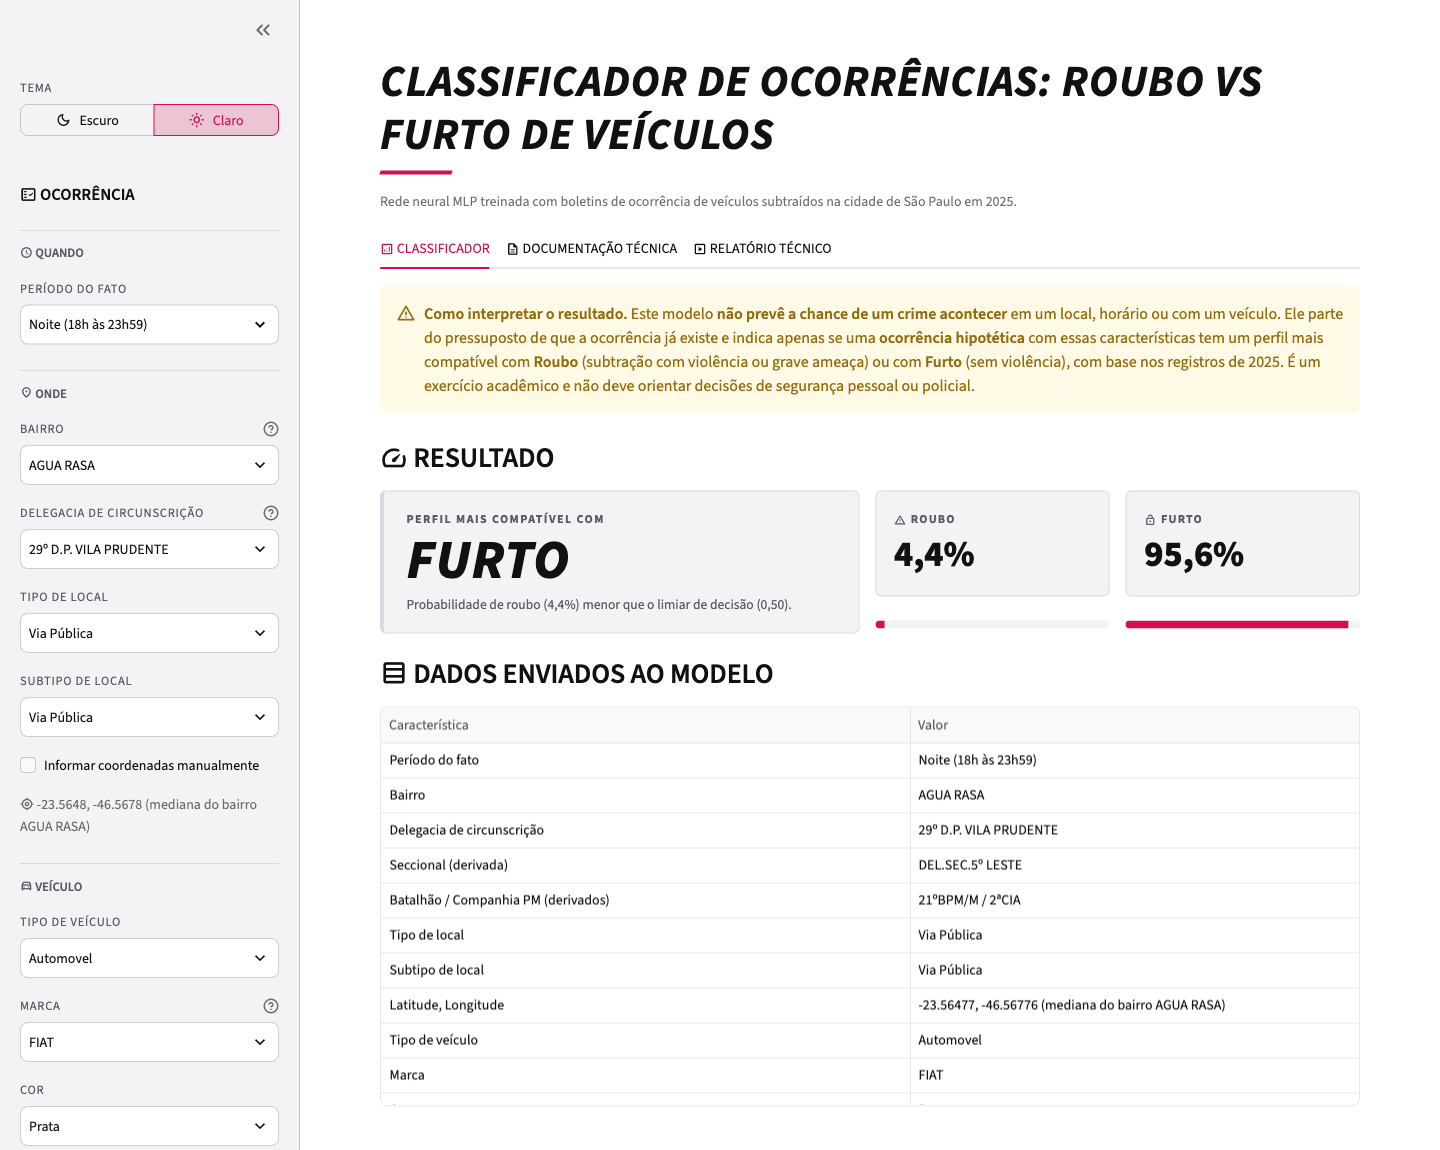 TEMA
Escuro
Claro
OCORRÊNCIA
QUANDO
PERÍODO DO FATO
Noite (18h às 23h59)
ONDE
BAIRRO
AGUA RASA
DELEGACIA DE CIRCUNSCRIÇÃO
29º D.P. VILA PRUDENTE
TIPO DE LOCAL
Via Pública
SUBTIPO DE LOCAL
Via Pública
Informar coordenadas manualmente
-23.5648, -46.5678 (mediana do bairro
AGUA RASA)
VEÍCULO
TIPO DE VEÍCULO
Automovel
MARCA
FIAT
COR
Prata
CLASSIFICADOR DE OCORRÊNCIAS: ROUBO VS
FURTO DE VEÍCULOS
Rede neural MLP treinada com boletins de ocorrência de veículos subtraídos na cidade de São Paulo em 2025.
CLASSIFICADOR
DOCUMENTAÇÃO TÉCNICA
RELATÓRIO TÉCNICO
Como interpretar o resultado. Este modelo não prevê a chance de um crime acontecer em um local, horário ou com um veículo. Ele parte
do pressuposto de que a ocorrência já existe e indica apenas se uma ocorrência hipotética com essas características tem um perfil mais
compatível com Roubo (subtração com violência ou grave ameaça) ou com Furto (sem violência), com base nos registros de 2025. É um
exercício acadêmico e não deve orientar decisões de segurança pessoal ou policial.
RESULTADO
PERFIL MAIS COMPATÍVEL COM
FURTO
Probabilidade de roubo (4,4%) menor que o limiar de decisão (0,50).
ROUBO
4,4%
FURTO
95,6%
DADOS ENVIADOS AO MODELO
Característica
Valor
Período do fato
Noite (18h às 23h59)
Bairro
AGUA RASA
Delegacia de circunscrição
29º D.P. VILA PRUDENTE
Seccional (derivada)
DEL.SEC.5º LESTE
Batalhão / Companhia PM (derivados)
21ºBPM/M / 2ªCIA
Tipo de local
Via Pública
Subtipo de local
Via Pública
Latitude, Longitude
-23.56477, -46.56776 (mediana do bairro AGUA RASA)
Tipo de veículo
Automovel
Marca
FIAT